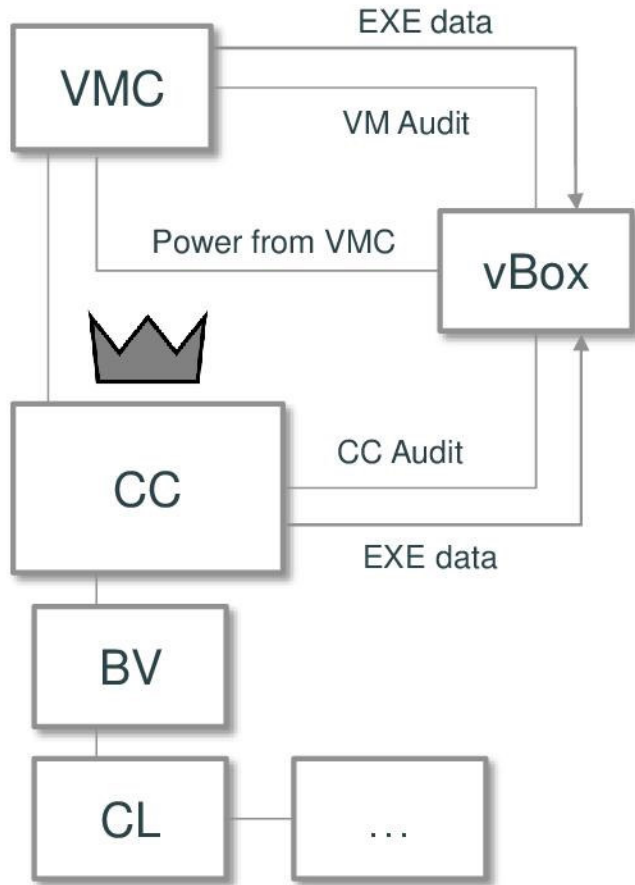 EXE data
VMC
VM Audit
Power from VMC
vBox
CC Audit
CC
EXE data
BV
CL
...